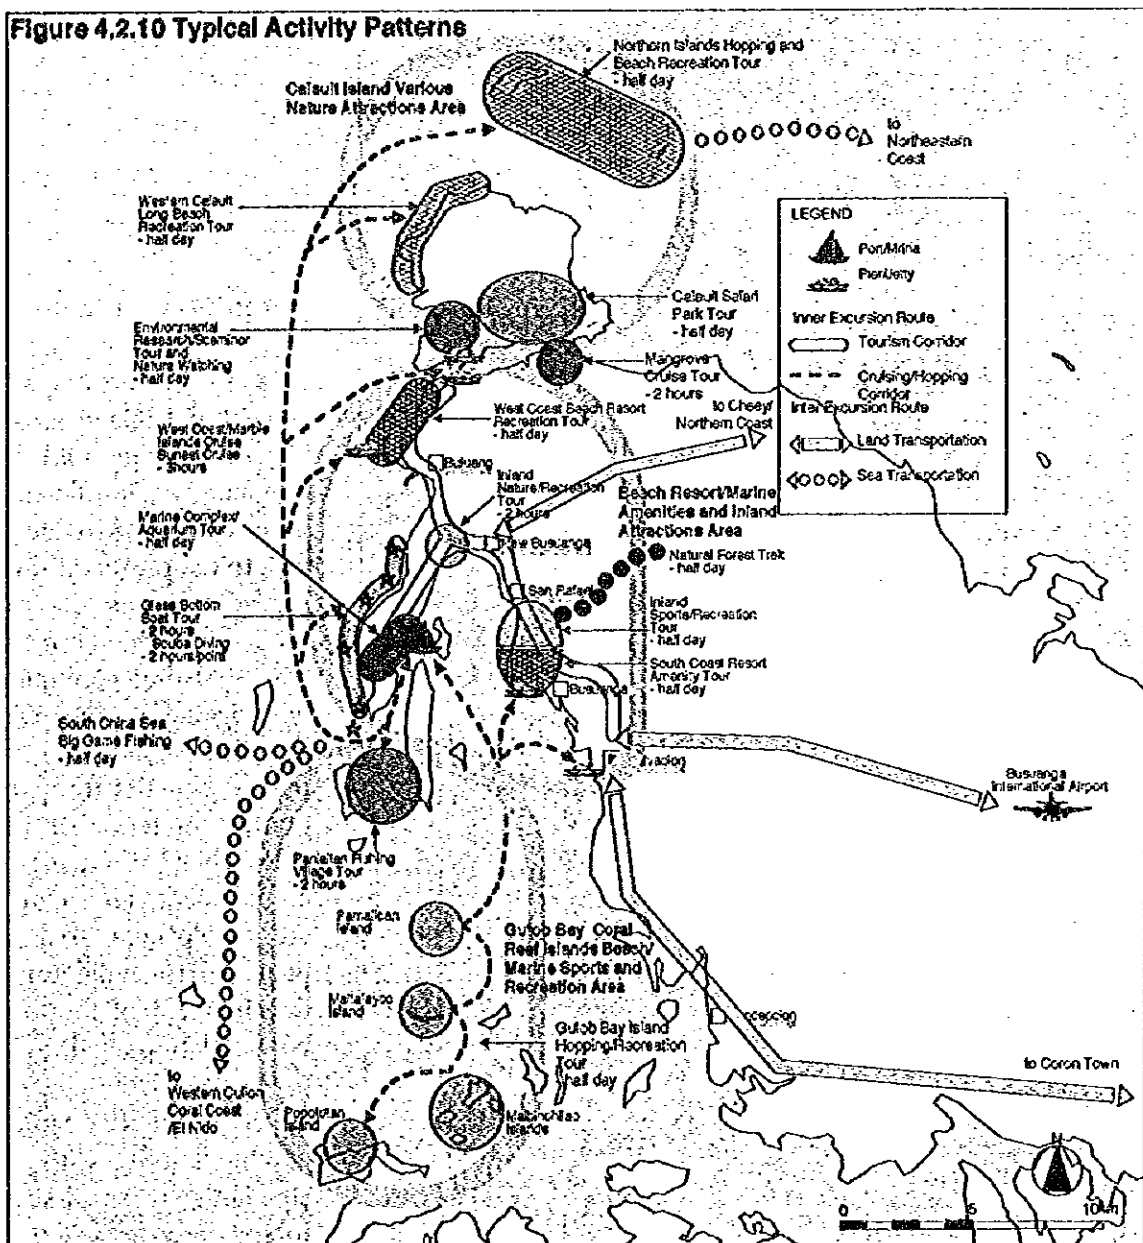 Figure 4.2.10 Typical Activity Patterns
Northern Islands Hopping and
Beach Recreation Tour
- half day
Calauit Island Various
Nature Attractions Area
to
Northeastern
Coast
Western Calauit
Long Beach
Recreation Tour
- half day
LEGEND
Port/Mrina
Pier/Jetty
Inner Excursion Route
Tourism Corridor
Cruising/Hopping
Corridor
Inter Excursion Route
Land Transportation
Sea Transportation
Calauit Safari
Park Tour
- half day
Environmental
Research/Sceminor
Tour and
Nature Watching
- half day
Mangrove
Cruise Tour
- 2 hours
West Coast Beach Resort
Recreation Tour
- half day
to Cheey/
Northern Coast
West Coast/Marble
Islands Cruise
Sunset Cruise
- 3hours
Buluang
Inland
Nature/Recreation
Tour
- 2 hours
Beach Resort/Marine
Amenities and Inland
Attractions Area
Marine Complex/
Aquarium Tour
- half day
New Busuanga
Natural Forest Trek
- half day
San Rafael
Glass Bottom
Boat Tour
- 2 hours
Scuba Diving
- 2 hours/point
Inland
Sports/Recreation
Tour
- half day
South Coast Resort
Amenity Tour
- half day
Busuanga
South China Sea
Big Game Fishing
- half day
Busuanga
International Airport
Panlaitan Fishing
Village Tour
- 2 hours
Pamalican
Island
Gutob Bay Coral
Reef Islands Beach/
Marine Sports and
Recreation Area
Island
Gutob Bay Island
Hopping/Recreation
Tour
half day
to
Western Culion
Coral Coast
/El Nido
to Coron Town
Island
Islands
N
0 5 10km